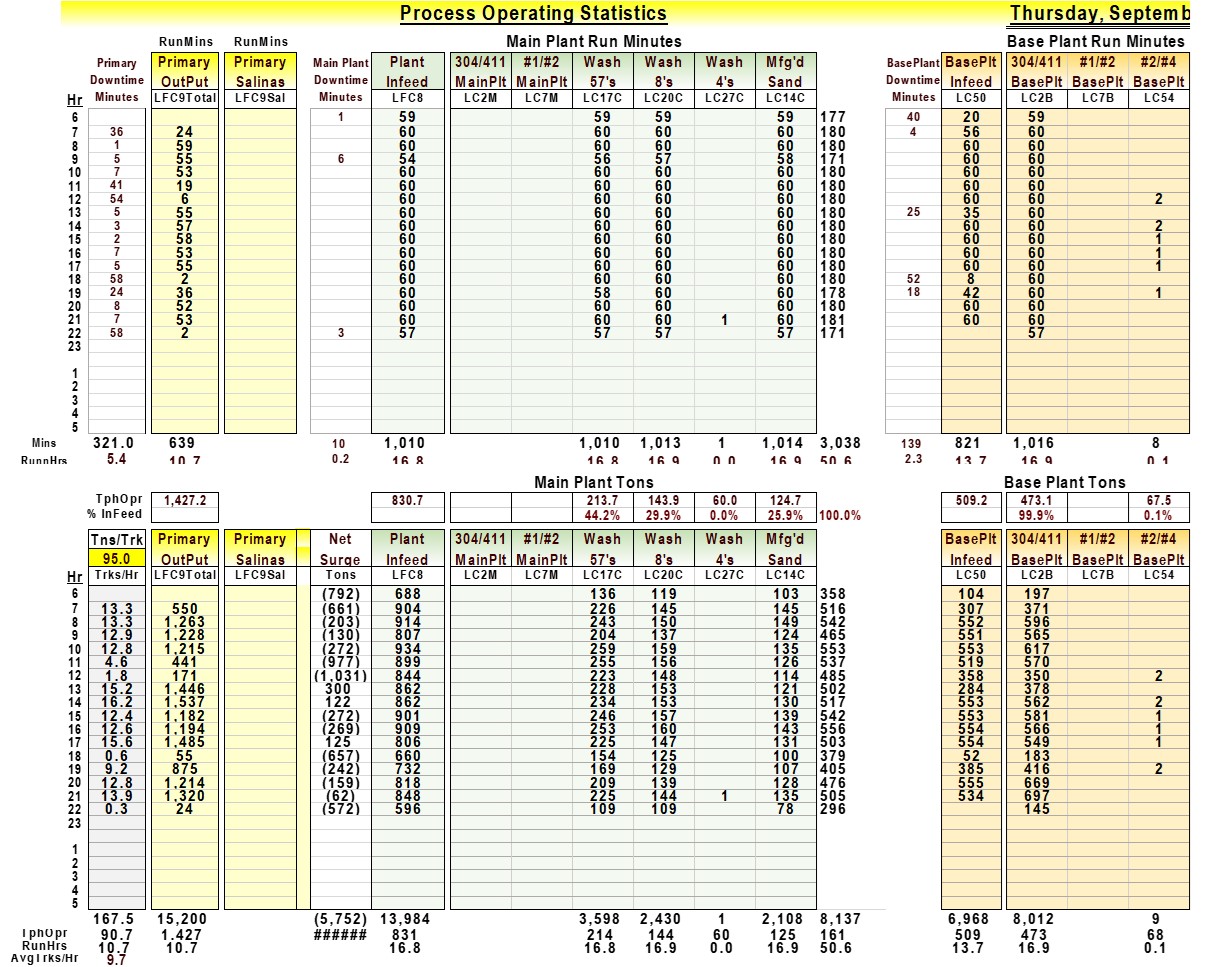 Process Operating Statistics Thursday, Septemb
RunMins RunMins Main Plant Run Minutes Base Plant Run Minutes
Primary Primary Primary Main Plant Plant 304/411 #1/#2 Wash Wash Wash Mfg'd BasePlant BasePlt 304/411 #1/#2 #2/#4
Downtime OutPut Salinas Downtime Infeed MainPlt MainPlt 57's 8's 4's Sand Downtime Infeed BasePlt BasePlt BasePlt
Hr Minutes LFC9Total LFC9Sal Minutes LFC8 LC2M LC7M LC17C LC20C LC27C LC14C Minutes LC50 LC2B LC7B LC54
6 1 59 59 59 59 177 40 20 59
7 36 24 60 60 60 60 180 4 56 60
8 1 59 60 60 60 60 180 60 60
9 5 55 6 54 56 57 58 171 60 60
10 7 53 60 60 60 60 180 60 60
11 41 19 60 60 60 60 180 60 60
12 54 6 60 60 60 60 180 60 60 2
13 5 55 60 60 60 60 180 25 35 60
14 3 57 60 60 60 60 180 60 60 2
15 2 58 60 60 60 60 180 60 60 1
16 7 53 60 60 60 60 180 60 60 1
17 5 55 60 60 60 60 180 60 60 1
18 58 2 60 60 60 60 180 52 8 60
19 24 36 60 58 60 60 178 18 42 60 1
20 8 52 60 60 60 60 180 60 60
21 7 53 60 60 60 1 60 181 60 60
22 58 2 3 57 57 57 57 171 57
23
1
2
3
4
5
Mins 321.0 639 10 1,010 1,010 1,013 1 1,014 3,038 139 821 1,016 8
RunnHrs 5.4 10.7 0.2 16.8 16.8 16.9 0.0 16.9 50.6 2.3 13.7 16.9 0.1
Main Plant Tons Base Plant Tons
TphOpr 1,427.2 830.7 213.7 143.9 60.0 124.7 509.2 473.1 67.5
% InFeed 44.2% 29.9% 0.0% 25.9% 100.0% 99.9% 0.1%
Tns/Trk Primary Primary Net Plant 304/411 #1/#2 Wash Wash Wash Mfg'd BasePlt 304/411 #1/#2 #2/#4
95.0 OutPut Salinas Surge Infeed MainPlt MainPlt 57's 8's 4's Sand Infeed BasePlt BasePlt BasePlt
Hr Trks/Hr LFC9Total LFC9Sal Tons LFC8 LC2M LC7M LC17C LC20C LC27C LC14C LC50 LC2B LC7B LC54
6 (792) 688 136 119 103 358 104 197
7 13.3 550 (661) 904 226 145 145 516 307 371
8 13.3 1,263 (203) 914 243 150 149 542 552 596
9 12.9 1,228 (130) 807 204 137 124 465 551 565
10 12.8 1,215 (272) 934 259 159 135 553 553 617
11 4.6 441 (977) 899 255 156 126 537 519 570
12 1.8 171 (1,031) 844 223 148 114 485 358 350 2
13 15.2 1,446 300 862 228 153 121 502 284 378
14 16.2 1,537 122 862 234 153 130 517 553 562 2
15 12.4 1,182 (272) 901 246 157 139 542 553 581 1
16 12.6 1,194 (269) 909 253 160 143 556 554 566 1
17 15.6 1,485 125 806 225 147 131 503 554 549 1
18 0.6 55 (657) 660 154 125 100 379 52 183
19 9.2 875 (242) 732 169 129 107 405 385 416 2
20 12.8 1,214 (159) 818 209 139 128 476 555 669
21 13.9 1,320 (62) 848 225 144 1 135 505 534 697
22 0.3 24 (572) 596 109 109 78 296 145
23
1
2
3
4
5
167.5 15,200 (5,752) 13,984 3,598 2,430 1 2,108 8,137 6,968 8,012 9
TphOpr 90.7 1,427 ###### 831 214 144 60 125 161 509 473 68
RunHrs 10.7 10.7 16.8 16.8 16.9 0.0 16.9 50.6 13.7 16.9 0.1
AvgTrks/Hr 9.7